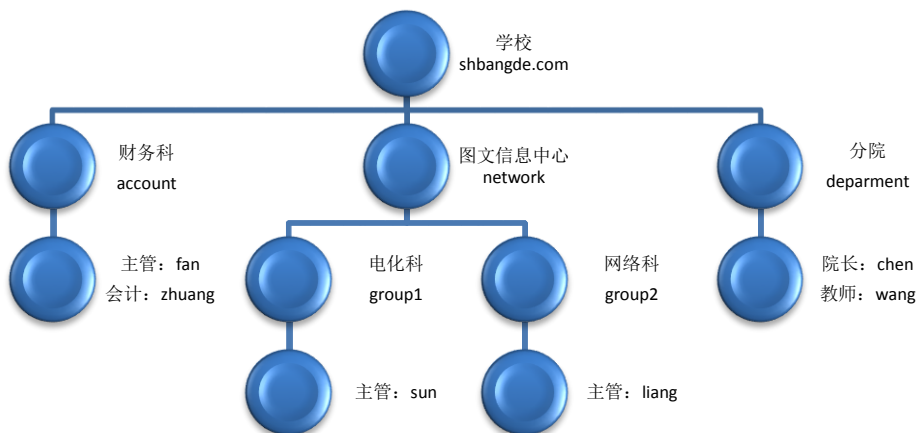 学校
shbangde.com
财务科
account
图文信息中心
network
分院
deparment
主管：fan
会计：zhuang
电化科
group1
网络科
group2
院长：chen
教师：wang
主管：sun
主管：liang